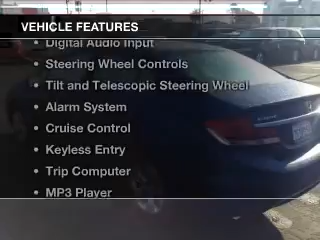 VEHICLE FEATURES
• Digital Audio Input
• Steering Wheel Controls
• Tilt and Telescopic Steering Wheel
• Alarm System
• Cruise Control
• Keyless Entry
• Trip Computer
• MP3 Player